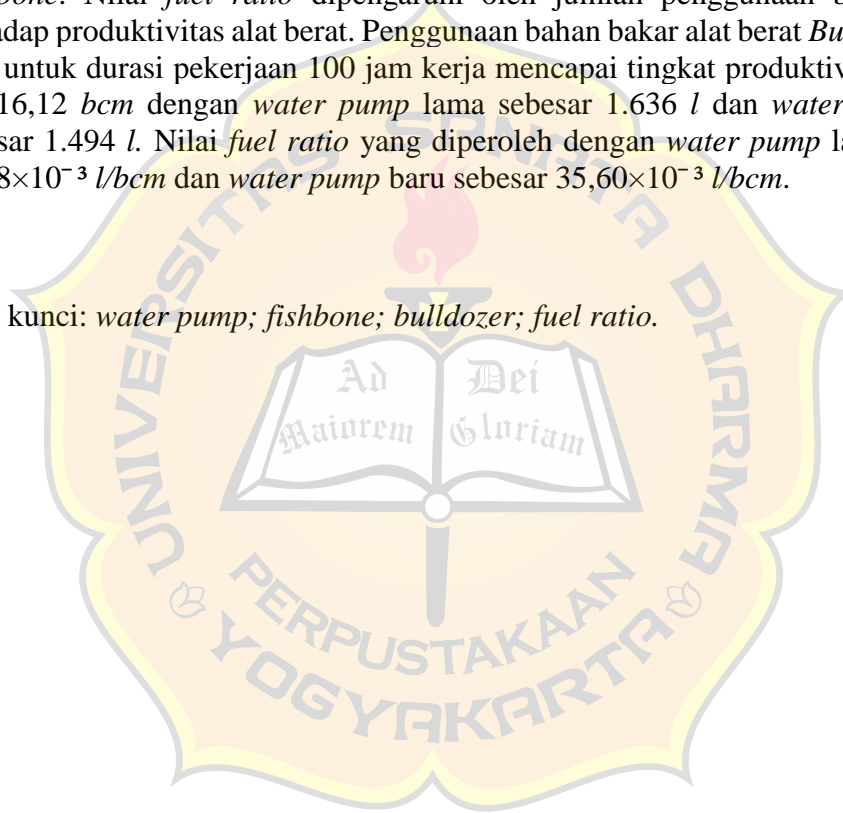 bone. Nilai fuel ratio dipengaruhi oleh jumlah penggunaan
adap produktivitas alat berat. Penggunaan bahan bakar alat berat Bu
untuk durasi pekerjaan 100 jam kerja mencapai tingkat produktiv
16,12 bcm dengan water pump lama sebesar 1.636 l dan water
sar 1.494 l. Nilai fuel ratio yang diperoleh dengan water pump la
8×10⁻³ l/bcm dan water pump baru sebesar 35,60×10⁻³ l/bcm.
kunci: water pump; fishbone; bulldozer; fuel ratio.
UNIVERSITAS SANATA DHARMA
Ad Dei
Maiorem Gloriam
PERPUSTAKAAN
YOGYAKARTA